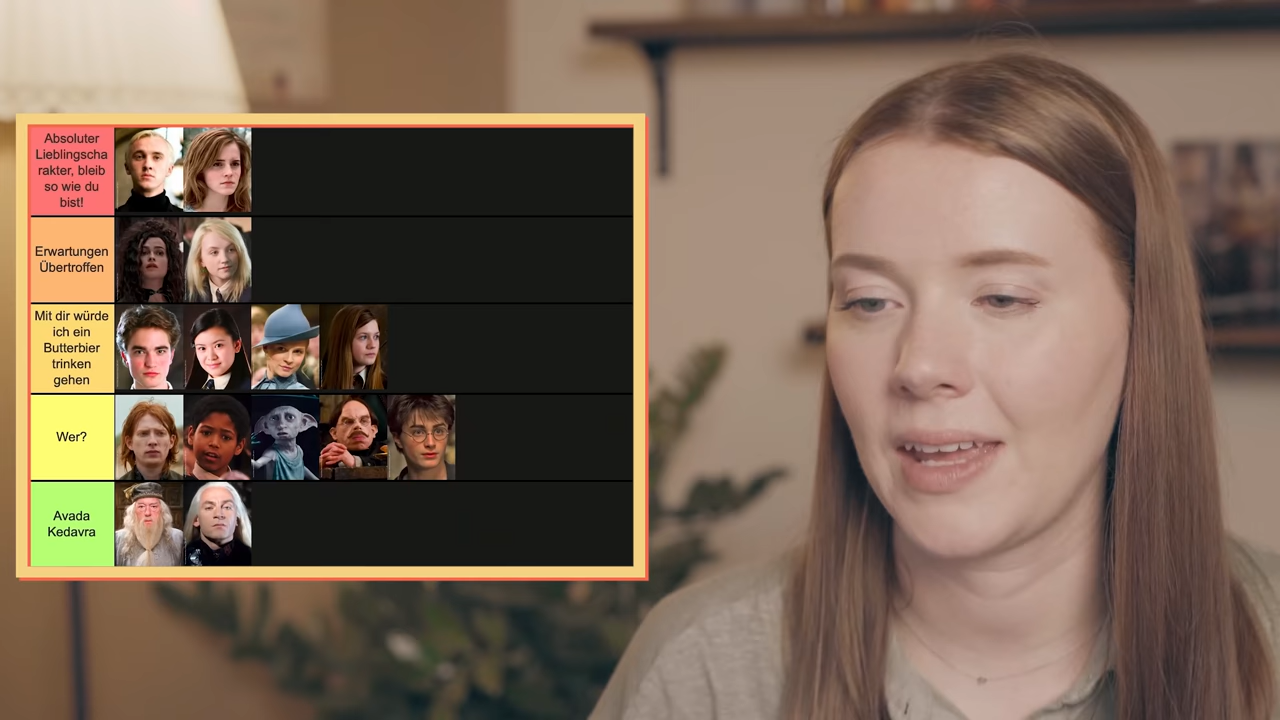 Absoluter
Lieblingscha
rakter, bleib
so wie du
bist!
Erwartungen
Übertroffen
Mit dir würde
ich ein
Butterbier
trinken
gehen
Wer?
Avada
Kedavra